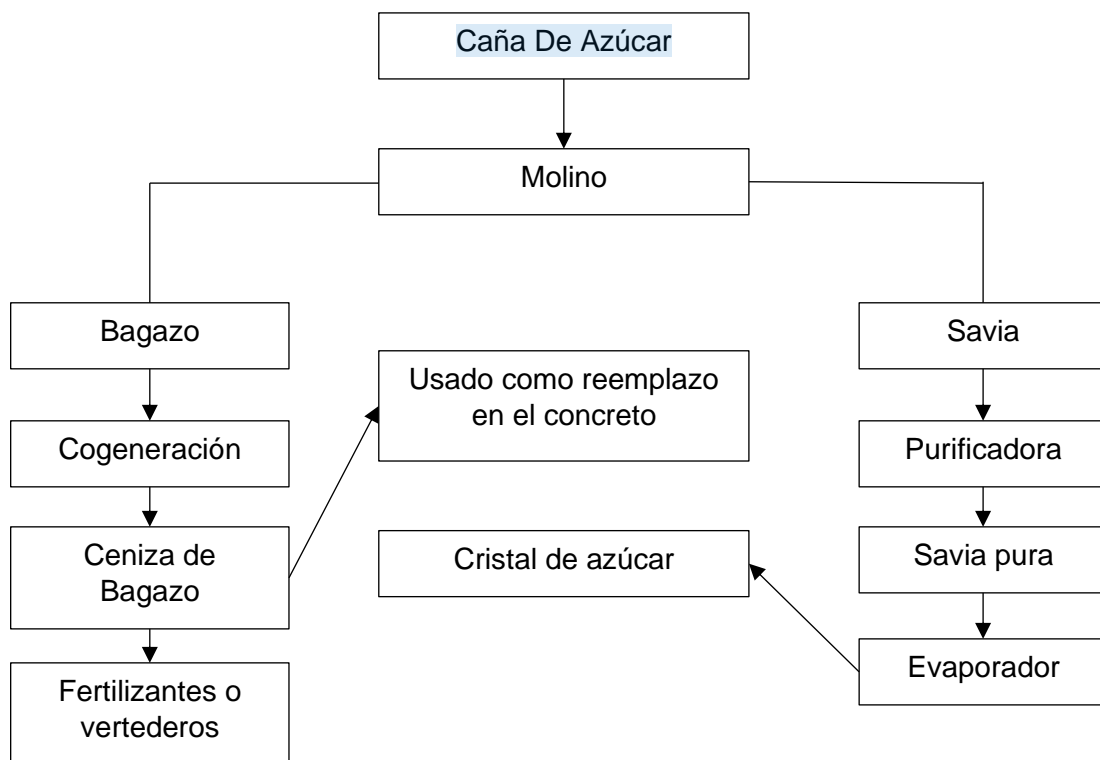 Caña De Azúcar
Molino
Bagazo
Savia
Usado como reemplazo
en el concreto
Cogeneración
Purificadora
Ceniza de
Bagazo
Cristal de azúcar
Savia pura
Fertilizantes o
vertederos
Evaporador